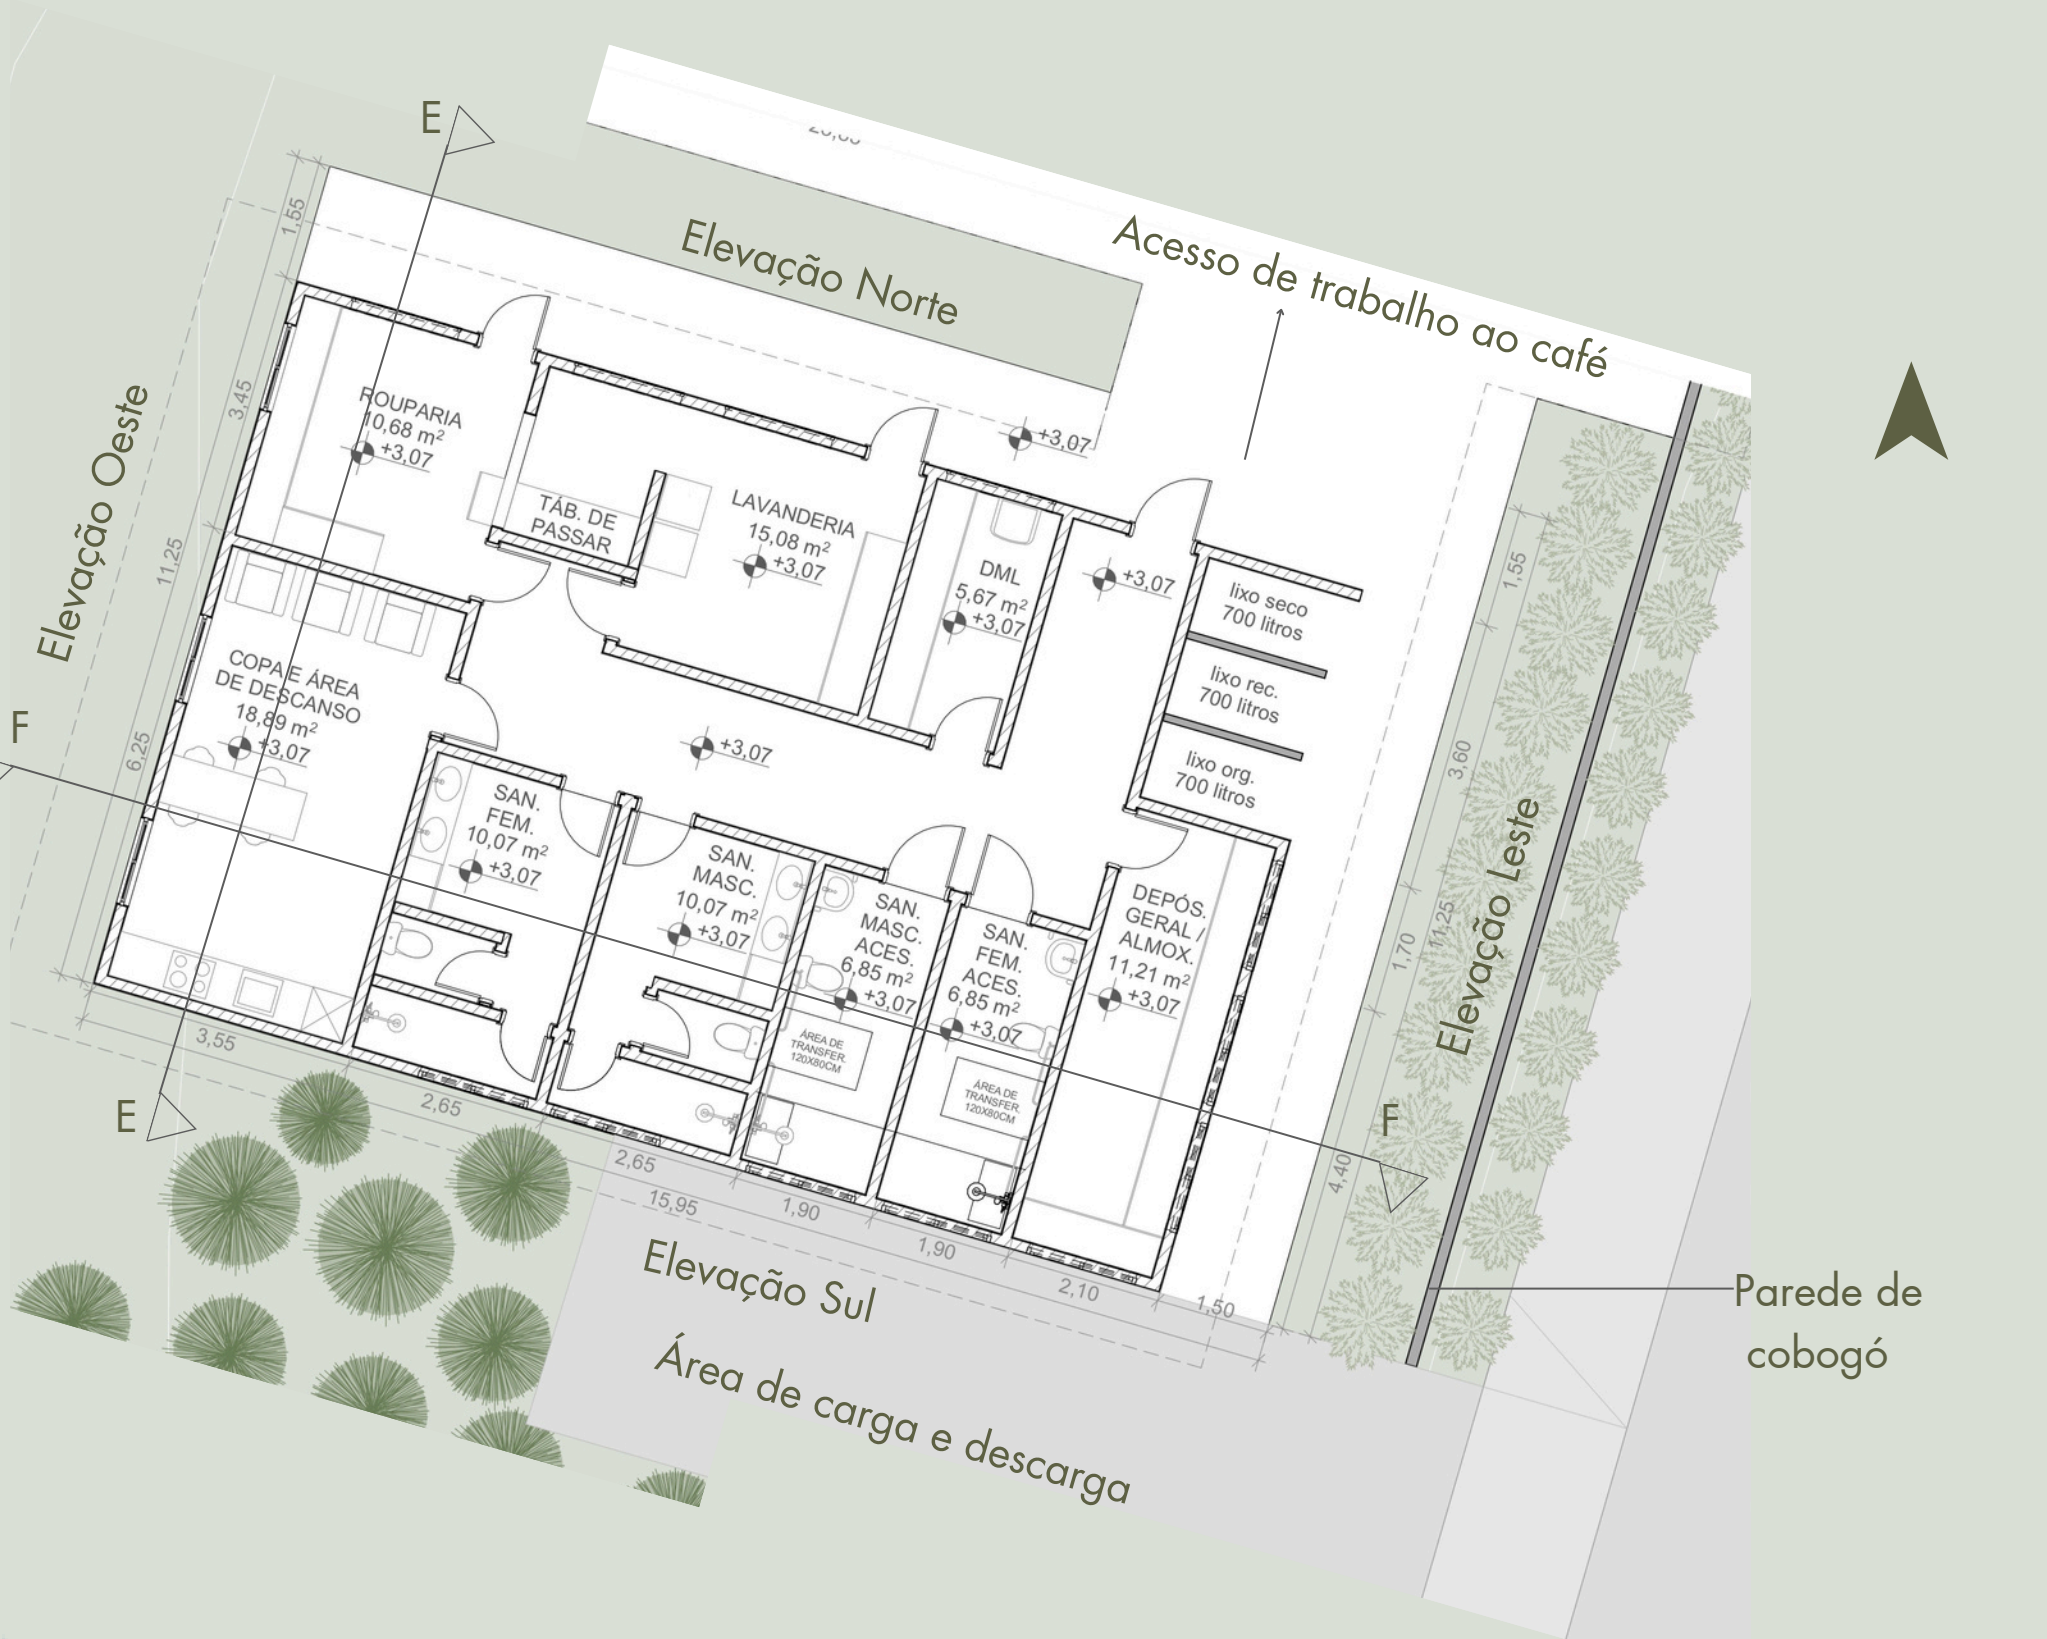 E
1,55
Elevação Norte
Acesso de trabalho ao café
Elevação Oeste
3,45
11,25
6,25
ROUPARIA
10,68 m²
+3,07
TÁB. DE
PASSAR
LAVANDERIA
15,08 m²
+3,07
+3,07
DML
5,67 m²
+3,07
+3,07
lixo seco
700 litros
lixo rec.
700 litros
lixo org.
700 litros
1,55
3,60
1,70
11,25
4,40
Elevação Leste
F
COPA E ÁREA
DE DESCANSO
18,89 m²
+3,07
+3,07
SAN.
FEM.
10,07 m²
+3,07
SAN.
MASC.
10,07 m²
+3,07
SAN.
MASC.
ACES.
6,85 m²
+3,07
SAN.
FEM.
ACES.
6,85 m²
+3,07
DEPÓS.
GERAL /
ALMOX.
11,21 m²
+3,07
ÁREA DE
TRANSFER.
120X80CM
ÁREA DE
TRANSFER.
120X80CM
F
E
3,55
2,65
2,65
15,95
1,90
1,90
2,10
1,50
Elevação Sul
Área de carga e descarga
Parede de
cobogó